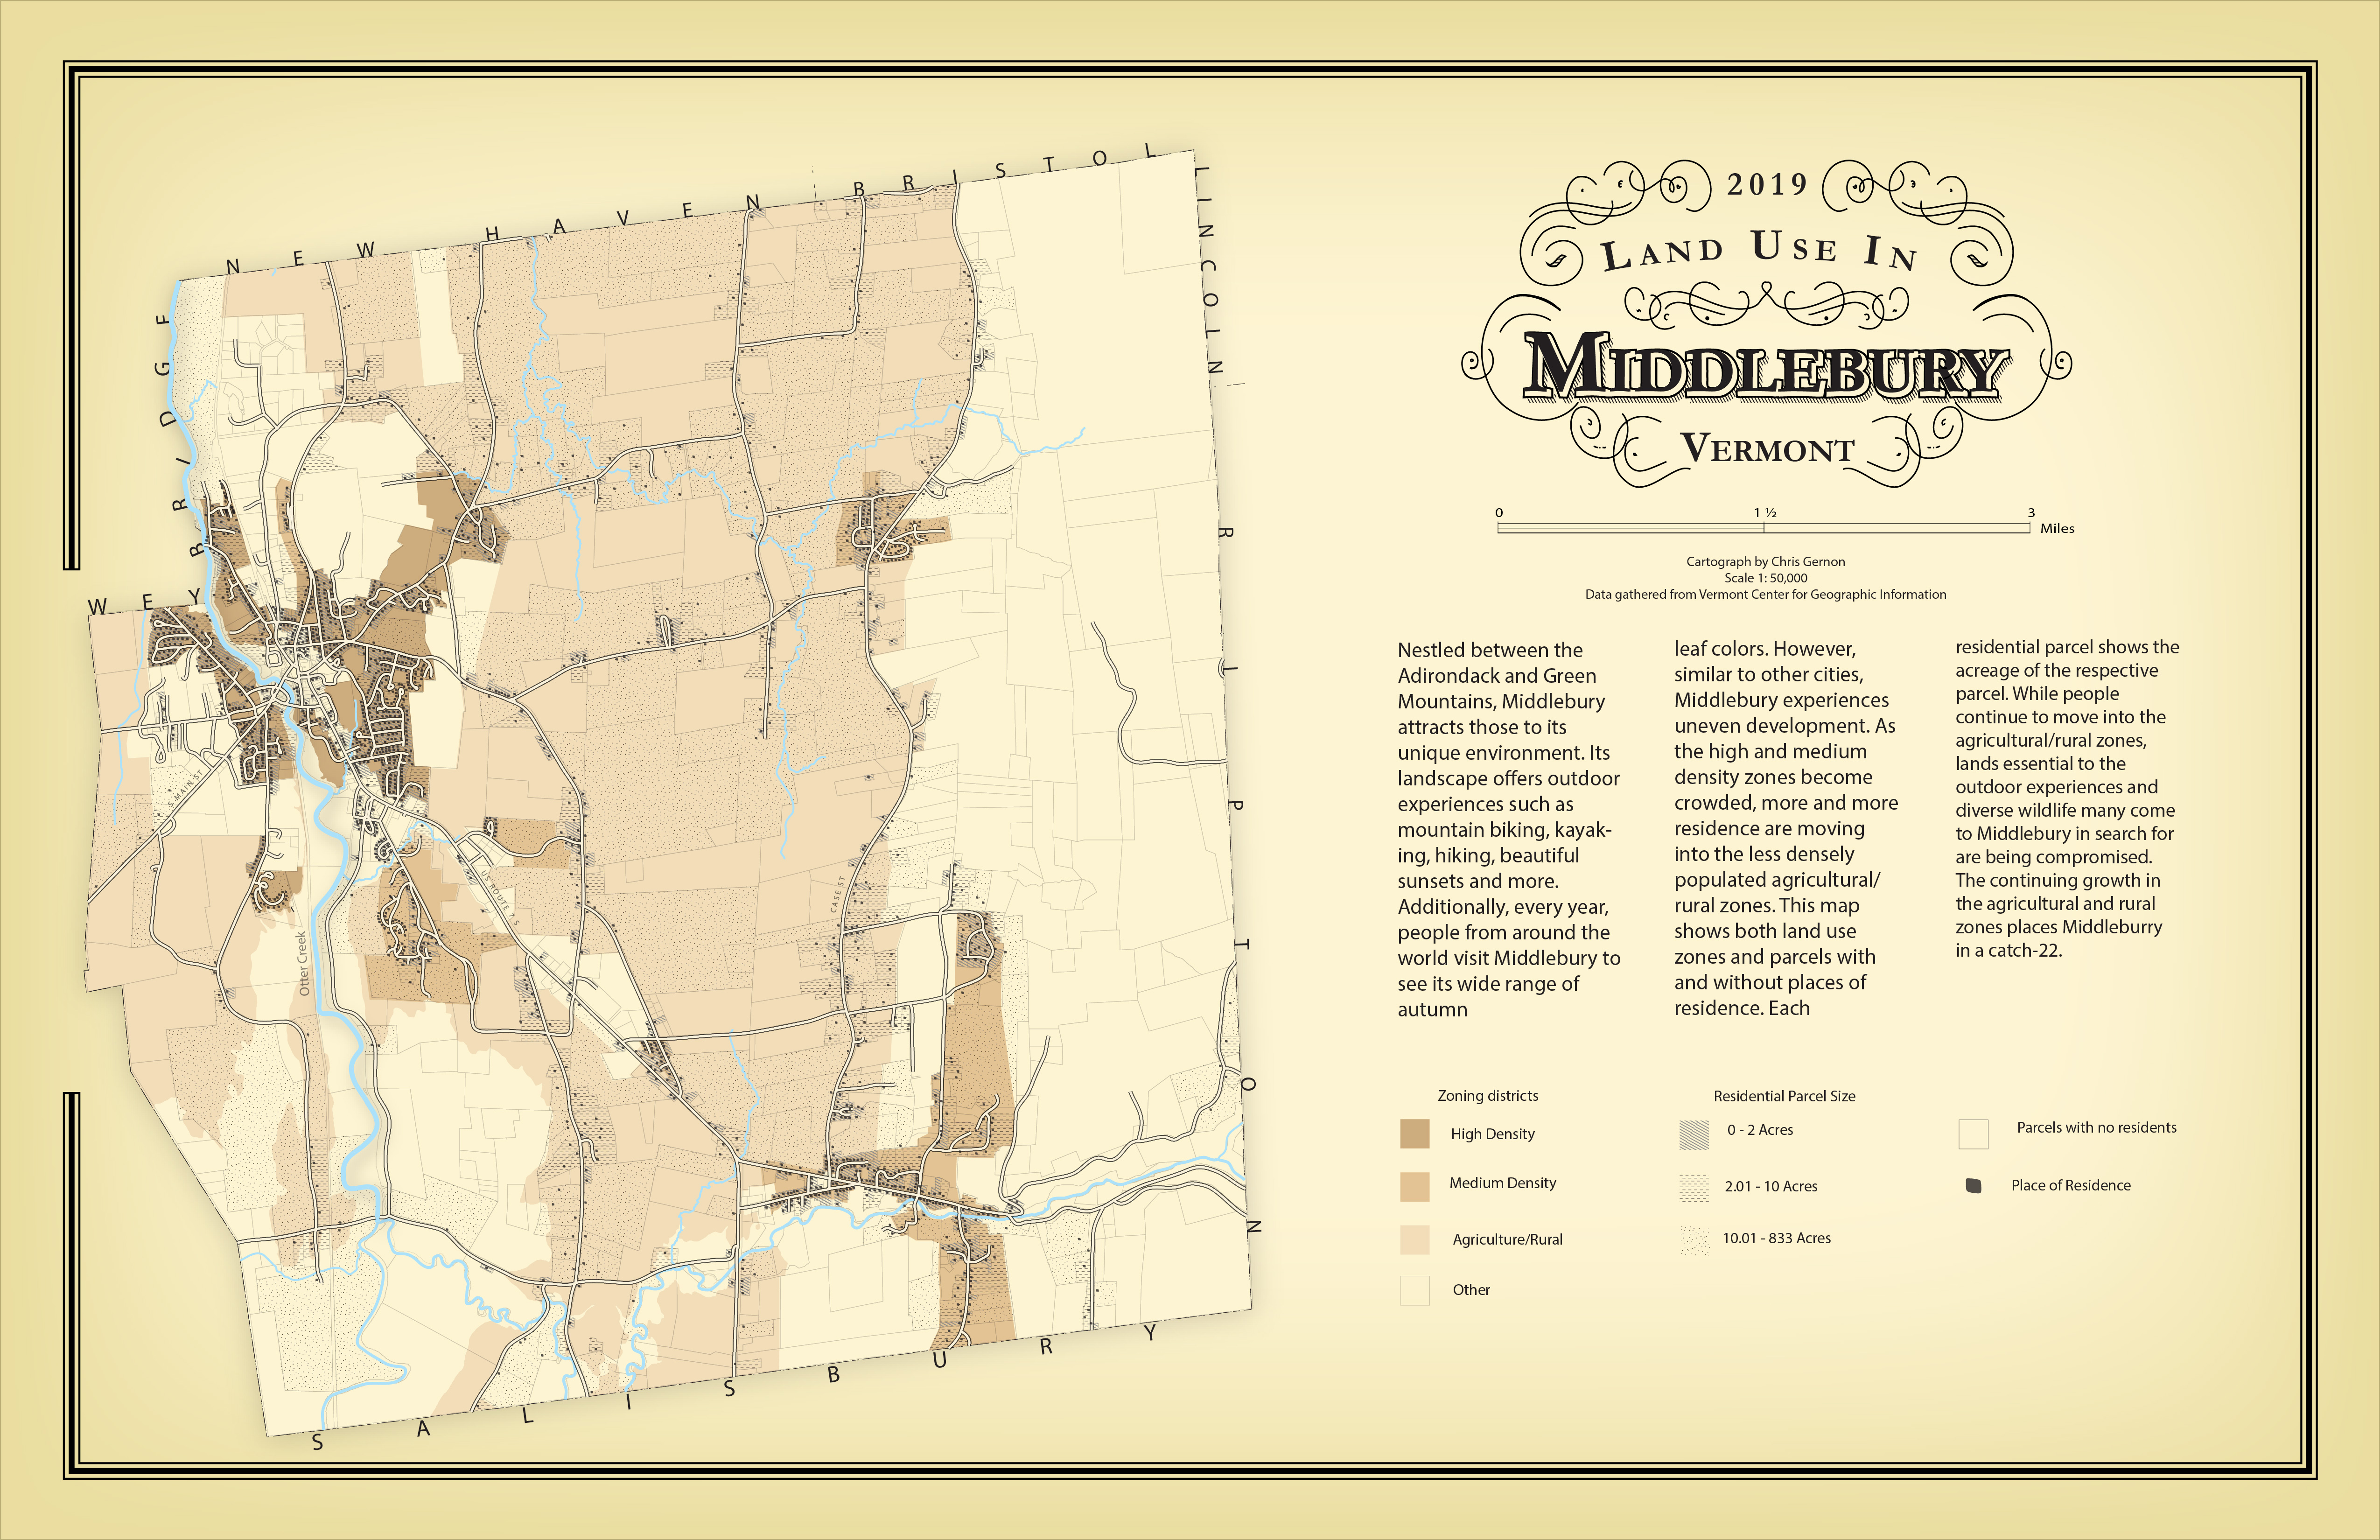 2019
LAND USE IN
MIDDLEBURY
VERMONT
0 1 ½ 3
Miles
Cartograph by Chris Gernon
Scale 1: 50,000
Data gathered from Vermont Center for Geographic Information
Nestled between the
Adirondack and Green
Mountains, Middlebury
attracts those to its
unique environment. Its
landscape offers outdoor
experiences such as
mountain biking, kayak-
ing, hiking, beautiful
sunsets and more.
Additionally, every year,
people from around the
world visit Middlebury to
see its wide range of
autumn
leaf colors. However,
similar to other cities,
Middlebury experiences
uneven development. As
the high and medium
density zones become
crowded, more and more
residence are moving
into the less densely
populated agricultural/
rural zones. This map
shows both land use
zones and parcels with
and without places of
residence. Each
residential parcel shows the
acreage of the respective
parcel. While people
continue to move into the
agricultural/rural zones,
lands essential to the
outdoor experiences and
diverse wildlife many come
to Middlebury in search for
are being compromised.
The continuing growth in
the agricultural and rural
zones places Middleburry
in a catch-22.
Zoning districts
High Density
Medium Density
Agriculture/Rural
Other
Residential Parcel Size
0 - 2 Acres
2.01 - 10 Acres
10.01 - 833 Acres
Parcels with no residents
Place of Residence
NEW HAVEN
BRISTOL
LINCOLN
RIPTON
SALISBURY
WEYBRIDGE
S MAIN ST
Otter Creek
US ROUTE 7 S
CASE ST